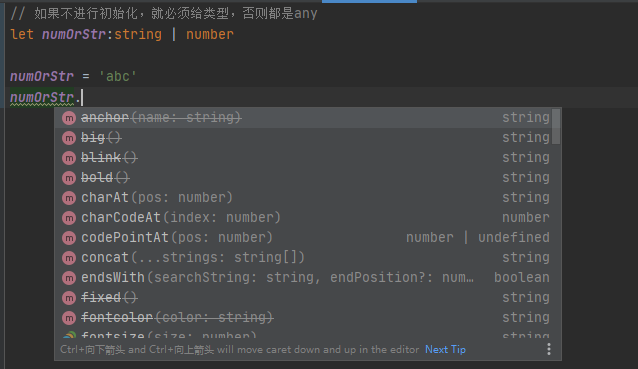 // 如果不进行初始化，就必须给类型，否则都是any
let numOrStr:string | number
numOrStr = 'abc'
numOrStr.
m anchor(name: string) string
m big() string
m blink() string
m bold() string
m charAt(pos: number) string
m charCodeAt(index: number) number
m codePointAt(pos: number) number | undefined
m concat(...strings: string[]) string
m endsWith(searchString: string, endPosition?: num… boolean
m fixed() string
m fontcolor(color: string) string
fontsize(size: number) string
Ctrl+向下箭头 and Ctrl+向上箭头 will move caret down and up in the editor Next Tip